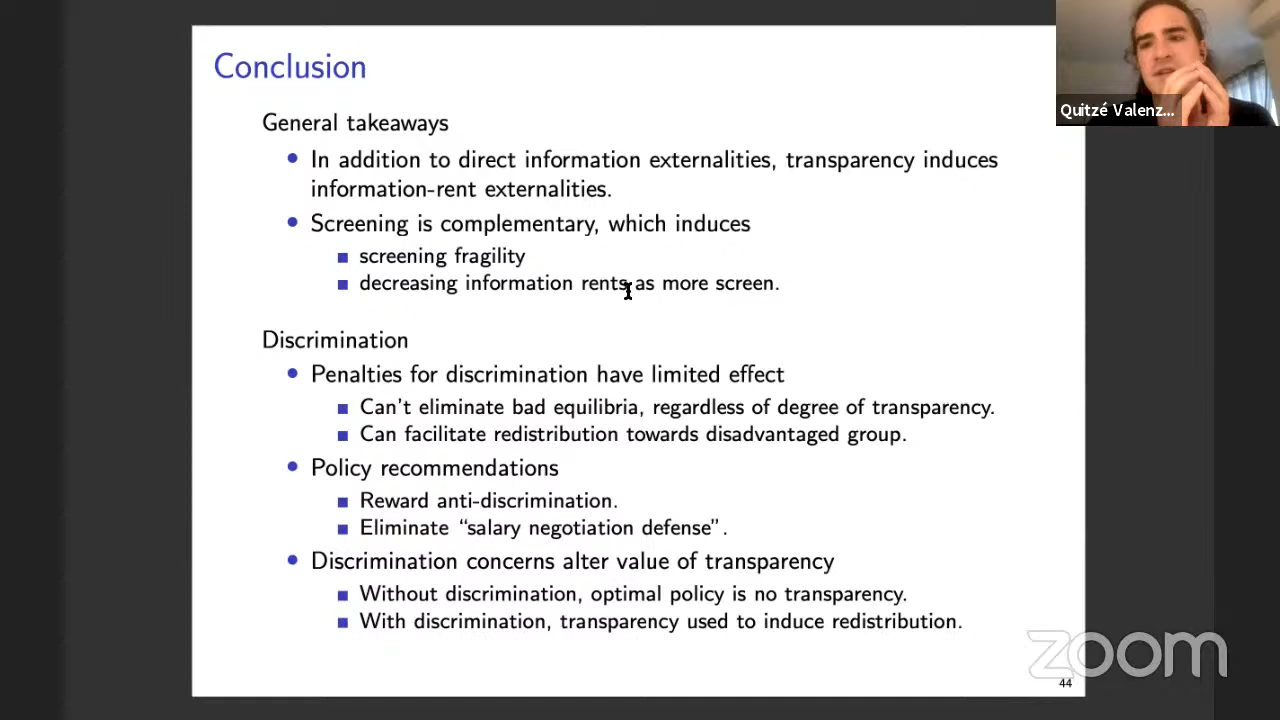 Conclusion
Quitzé Valenz...
General takeaways
In addition to direct information externalities, transparency induces
information-rent externalities.
Screening is complementary, which induces
screening fragility
decreasing information rents as more screen.
Discrimination
Penalties for discrimination have limited effect
Can't eliminate bad equilibria, regardless of degree of transparency.
Can facilitate redistribution towards disadvantaged group.
Policy recommendations
Reward anti-discrimination.
Eliminate “salary negotiation defense”.
Discrimination concerns alter value of transparency
Without discrimination, optimal policy is no transparency.
With discrimination, transparency used to induce redistribution.
zoom
44